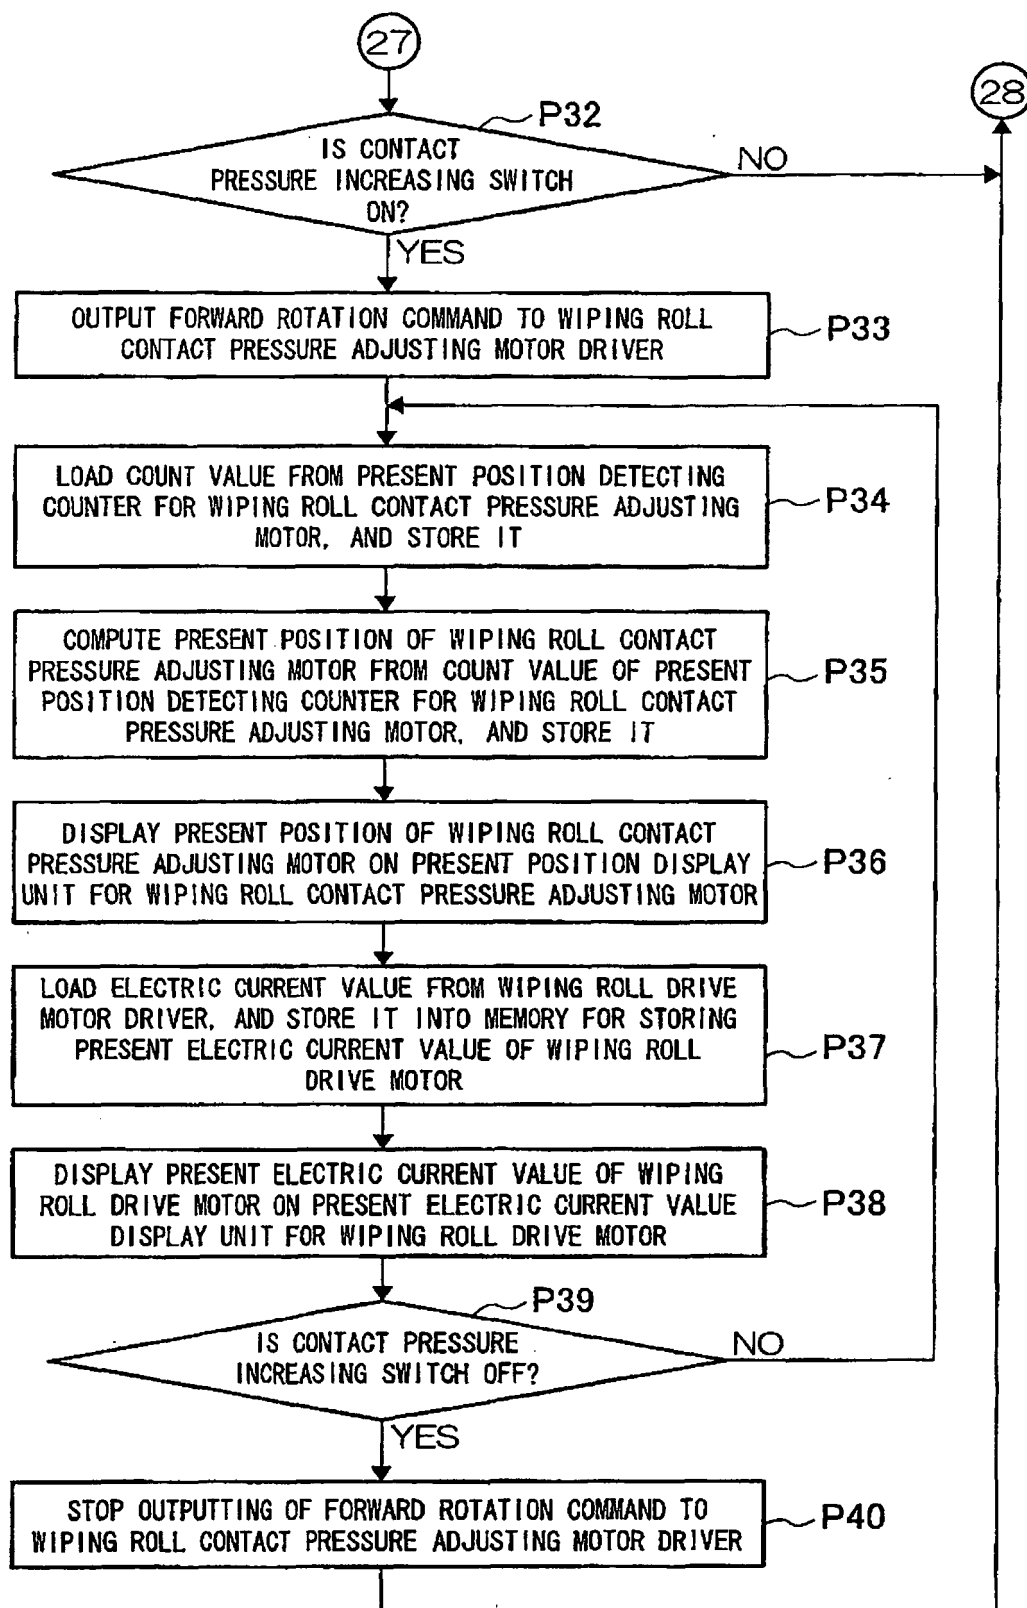 27
28
P32
IS CONTACT
PRESSURE INCREASING SWITCH
ON?
NO
YES
OUTPUT FORWARD ROTATION COMMAND TO WIPING ROLL
CONTACT PRESSURE ADJUSTING MOTOR DRIVER
P33
LOAD COUNT VALUE FROM PRESENT POSITION DETECTING
COUNTER FOR WIPING ROLL CONTACT PRESSURE ADJUSTING
MOTOR, AND STORE IT
P34
COMPUTE PRESENT POSITION OF WIPING ROLL CONTACT
PRESSURE ADJUSTING MOTOR FROM COUNT VALUE OF PRESENT
POSITION DETECTING COUNTER FOR WIPING ROLL CONTACT
PRESSURE ADJUSTING MOTOR, AND STORE IT
P35
DISPLAY PRESENT POSITION OF WIPING ROLL CONTACT
PRESSURE ADJUSTING MOTOR ON PRESENT POSITION DISPLAY
UNIT FOR WIPING ROLL CONTACT PRESSURE ADJUSTING MOTOR
P36
LOAD ELECTRIC CURRENT VALUE FROM WIPING ROLL DRIVE
MOTOR DRIVER, AND STORE IT INTO MEMORY FOR STORING
PRESENT ELECTRIC CURRENT VALUE OF WIPING ROLL
DRIVE MOTOR
P37
DISPLAY PRESENT ELECTRIC CURRENT VALUE OF WIPING
ROLL DRIVE MOTOR ON PRESENT ELECTRIC CURRENT VALUE
DISPLAY UNIT FOR WIPING ROLL DRIVE MOTOR
P38
P39
IS CONTACT PRESSURE
INCREASING SWITCH OFF?
NO
YES
STOP OUTPUTTING OF FORWARD ROTATION COMMAND TO
WIPING ROLL CONTACT PRESSURE ADJUSTING MOTOR DRIVER
P40